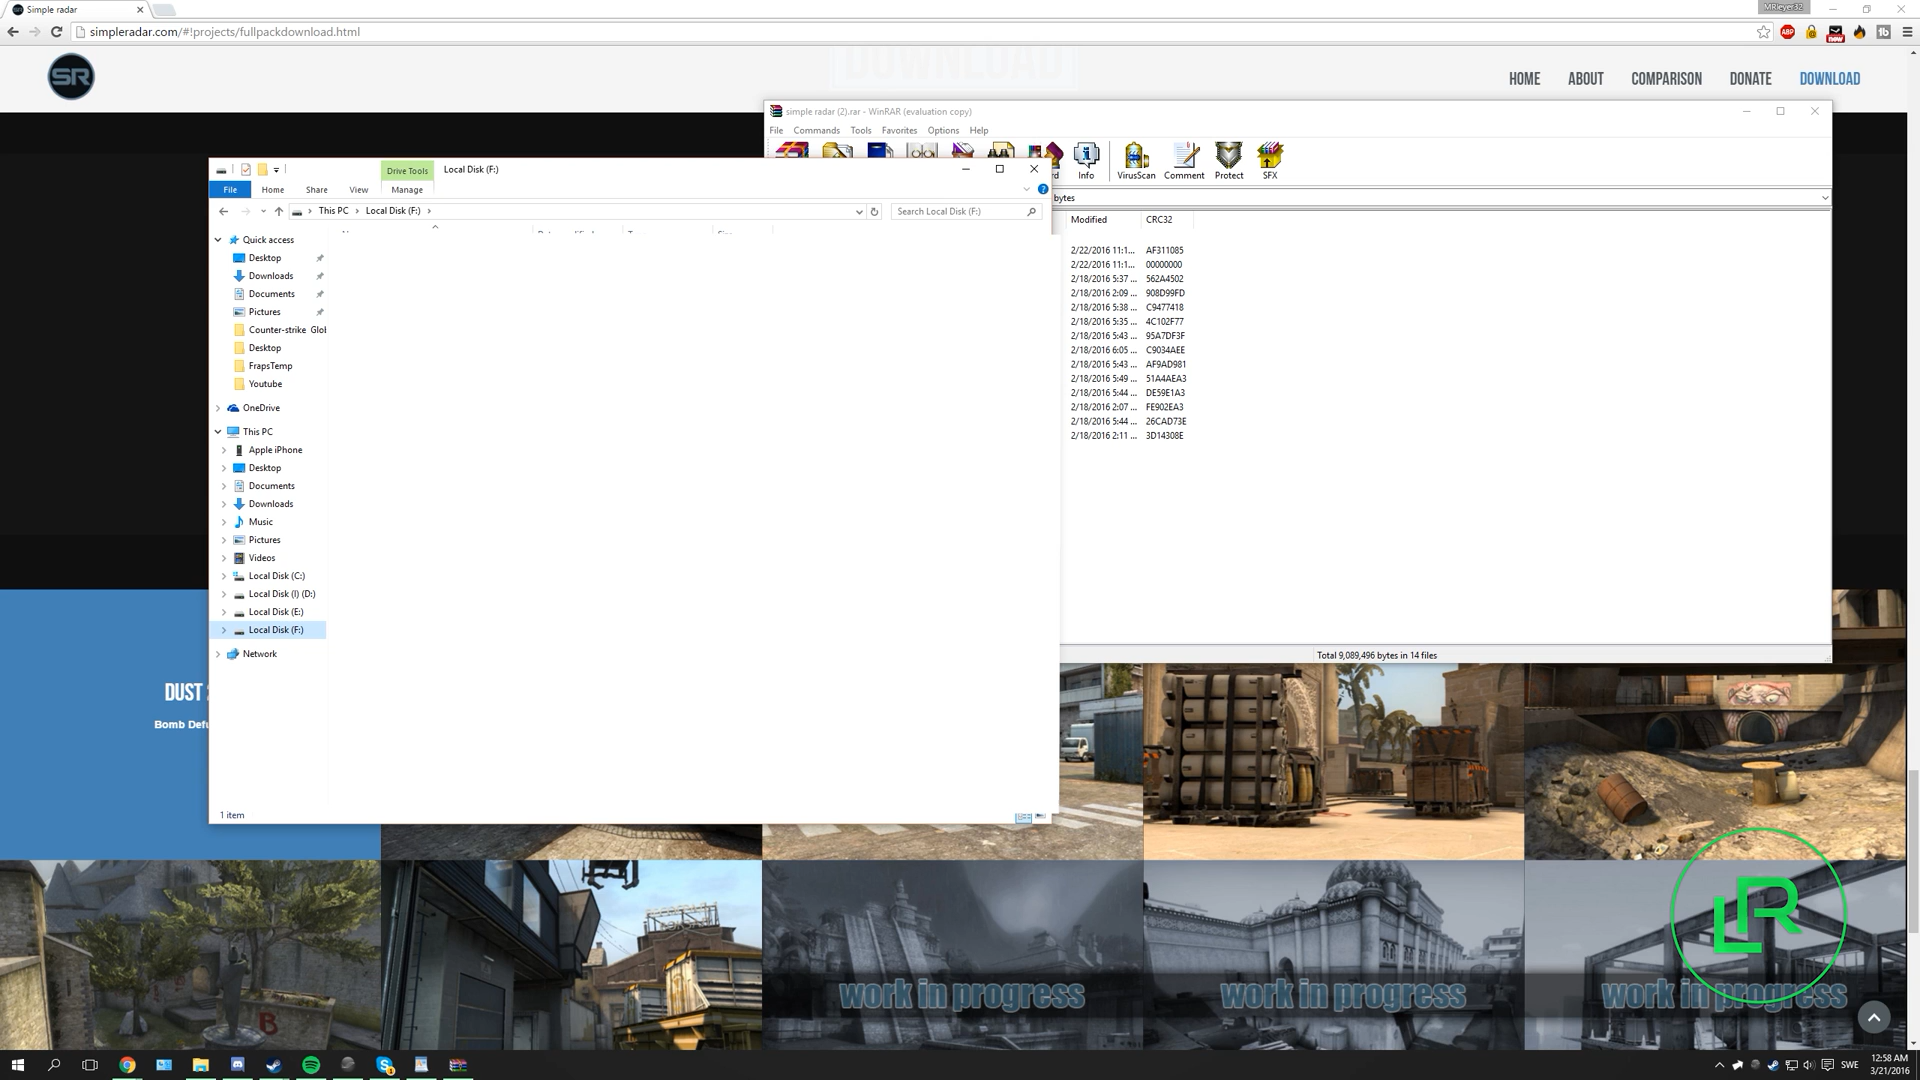 Simple radar
MRleyer32
simpleradar.com/#!projects/fullpackdownload.html
ABP
new
SR
DOWNLOAD
HOME
ABOUT
COMPARISON
DONATE
DOWNLOAD
simple radar (2).rar - WinRAR (evaluation copy)
File
Commands
Tools
Favorites
Options
Help
Info
VirusScan
Comment
Protect
SFX
bytes
Modified
CRC32
2/22/2016 11:1... AF311085
2/22/2016 11:1... 00000000
2/18/2016 5:37 ... 562A4502
2/18/2016 2:09 ... 908D99FD
2/18/2016 5:38 ... C9477418
2/18/2016 5:35 ... 4C102F77
2/18/2016 5:43 ... 95A7DF3F
2/18/2016 6:05 ... C9034AEE
2/18/2016 5:43 ... AF9AD981
2/18/2016 5:49 ... 51A4AEA3
2/18/2016 5:44 ... DE59E1A3
2/18/2016 2:07 ... FE902EA3
2/18/2016 5:44 ... 26CAD73E
2/18/2016 2:11 ... 3D14308E
Total 9,089,496 bytes in 14 files
Drive Tools
Local Disk (F:)
File
Home
Share
View
Manage
This PC
Local Disk (F:)
Search Local Disk (F:)
Quick access
Desktop
Downloads
Documents
Pictures
Counter-strike Glob
Desktop
FrapsTemp
Youtube
OneDrive
This PC
Apple iPhone
Desktop
Documents
Downloads
Music
Pictures
Videos
Local Disk (C:)
Local Disk (I) (D:)
Local Disk (E:)
Local Disk (F:)
Network
1 item
DUST
Bomb Defu
B
work in progress
work in progress
work in progress
LR
SWE
12:58 AM
3/21/2016